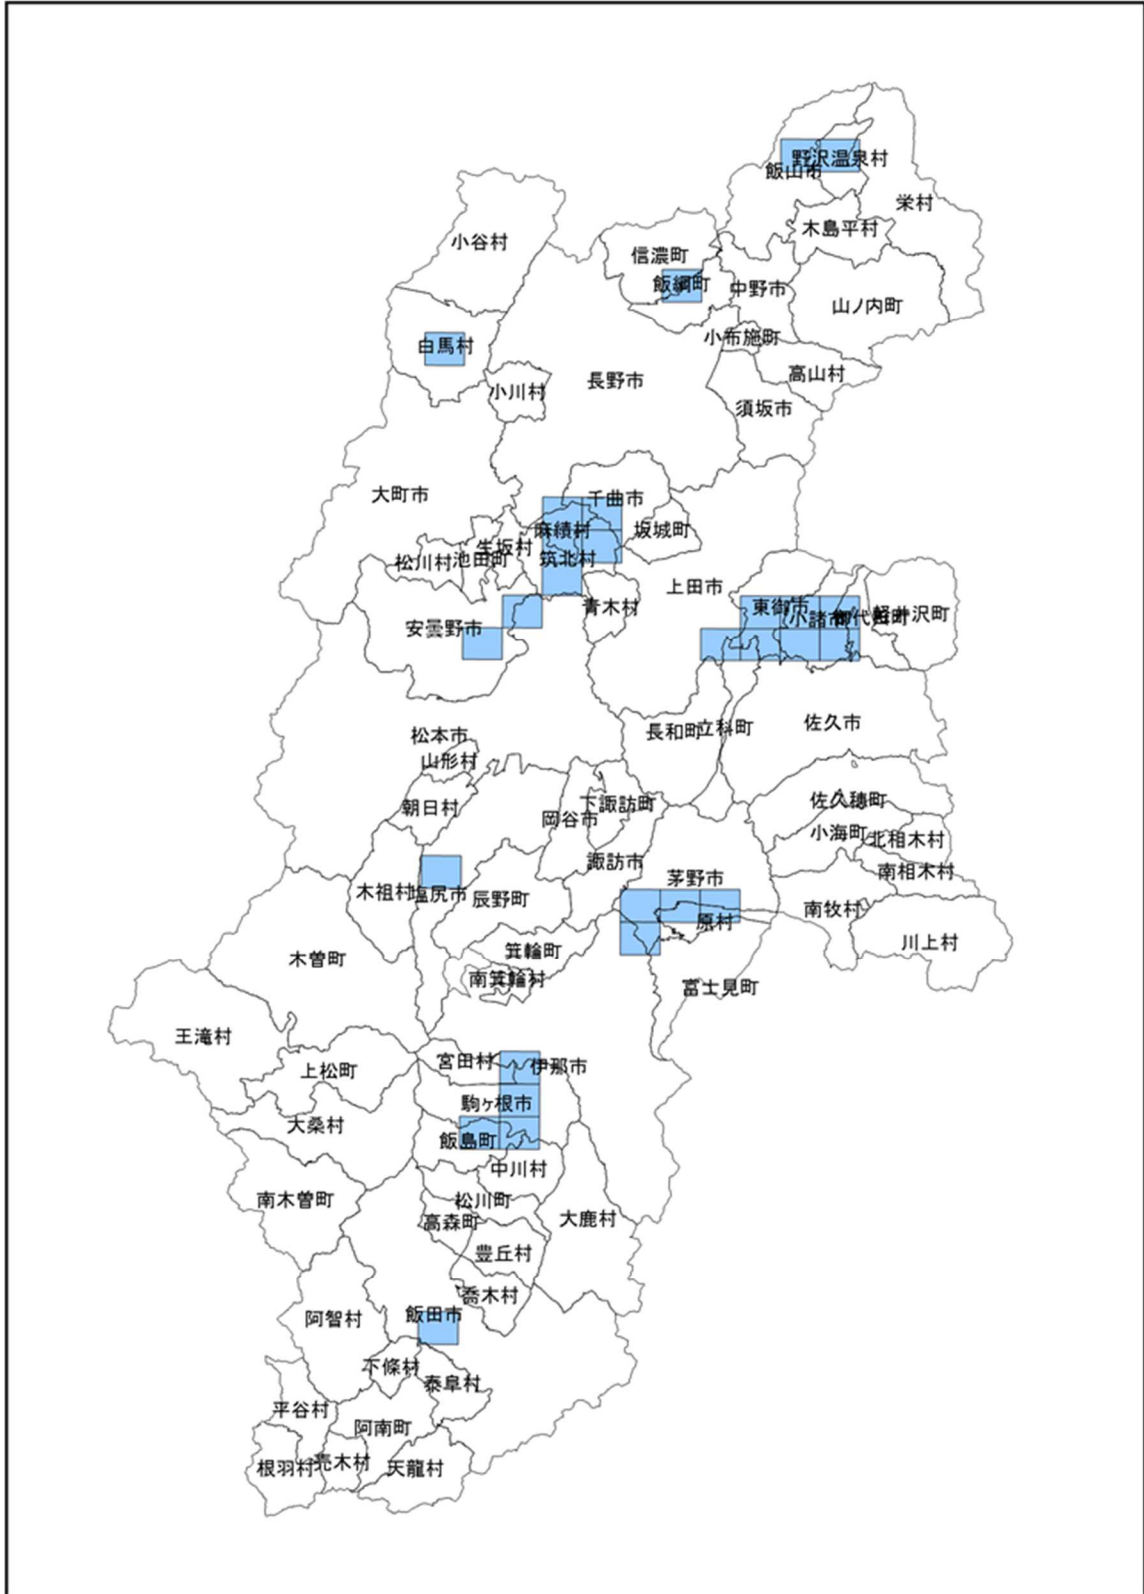 野沢温泉村
飯山市
栄村
木島平村
小谷村
信濃町
飯綱町
中野市
山ノ内町
小布施町
白馬村
高山村
長野市
小川村
須坂市
大町市
千曲市
麻績村
坂城町
生坂村
松川村
池田町
筑北村
上田市
青木村
東御市
小諸市
御代田町
軽井沢町
安曇野市
佐久市
長和町
立科町
松本市
山形村
朝日村
岡谷市
下諏訪町
佐久穂町
小海町
北相木村
諏訪市
南相木村
茅野市
木祖村
塩尻市
辰野町
南牧村
原村
川上村
箕輪町
木曽町
南箕輪村
富士見町
王滝村
宮田村
伊那市
上松町
駒ヶ根市
大桑村
飯島町
中川村
南木曽町
松川町
高森町
大鹿村
豊丘村
喬木村
飯田市
阿智村
下條村
泰阜村
平谷村
阿南町
根羽村
売木村
天龍村